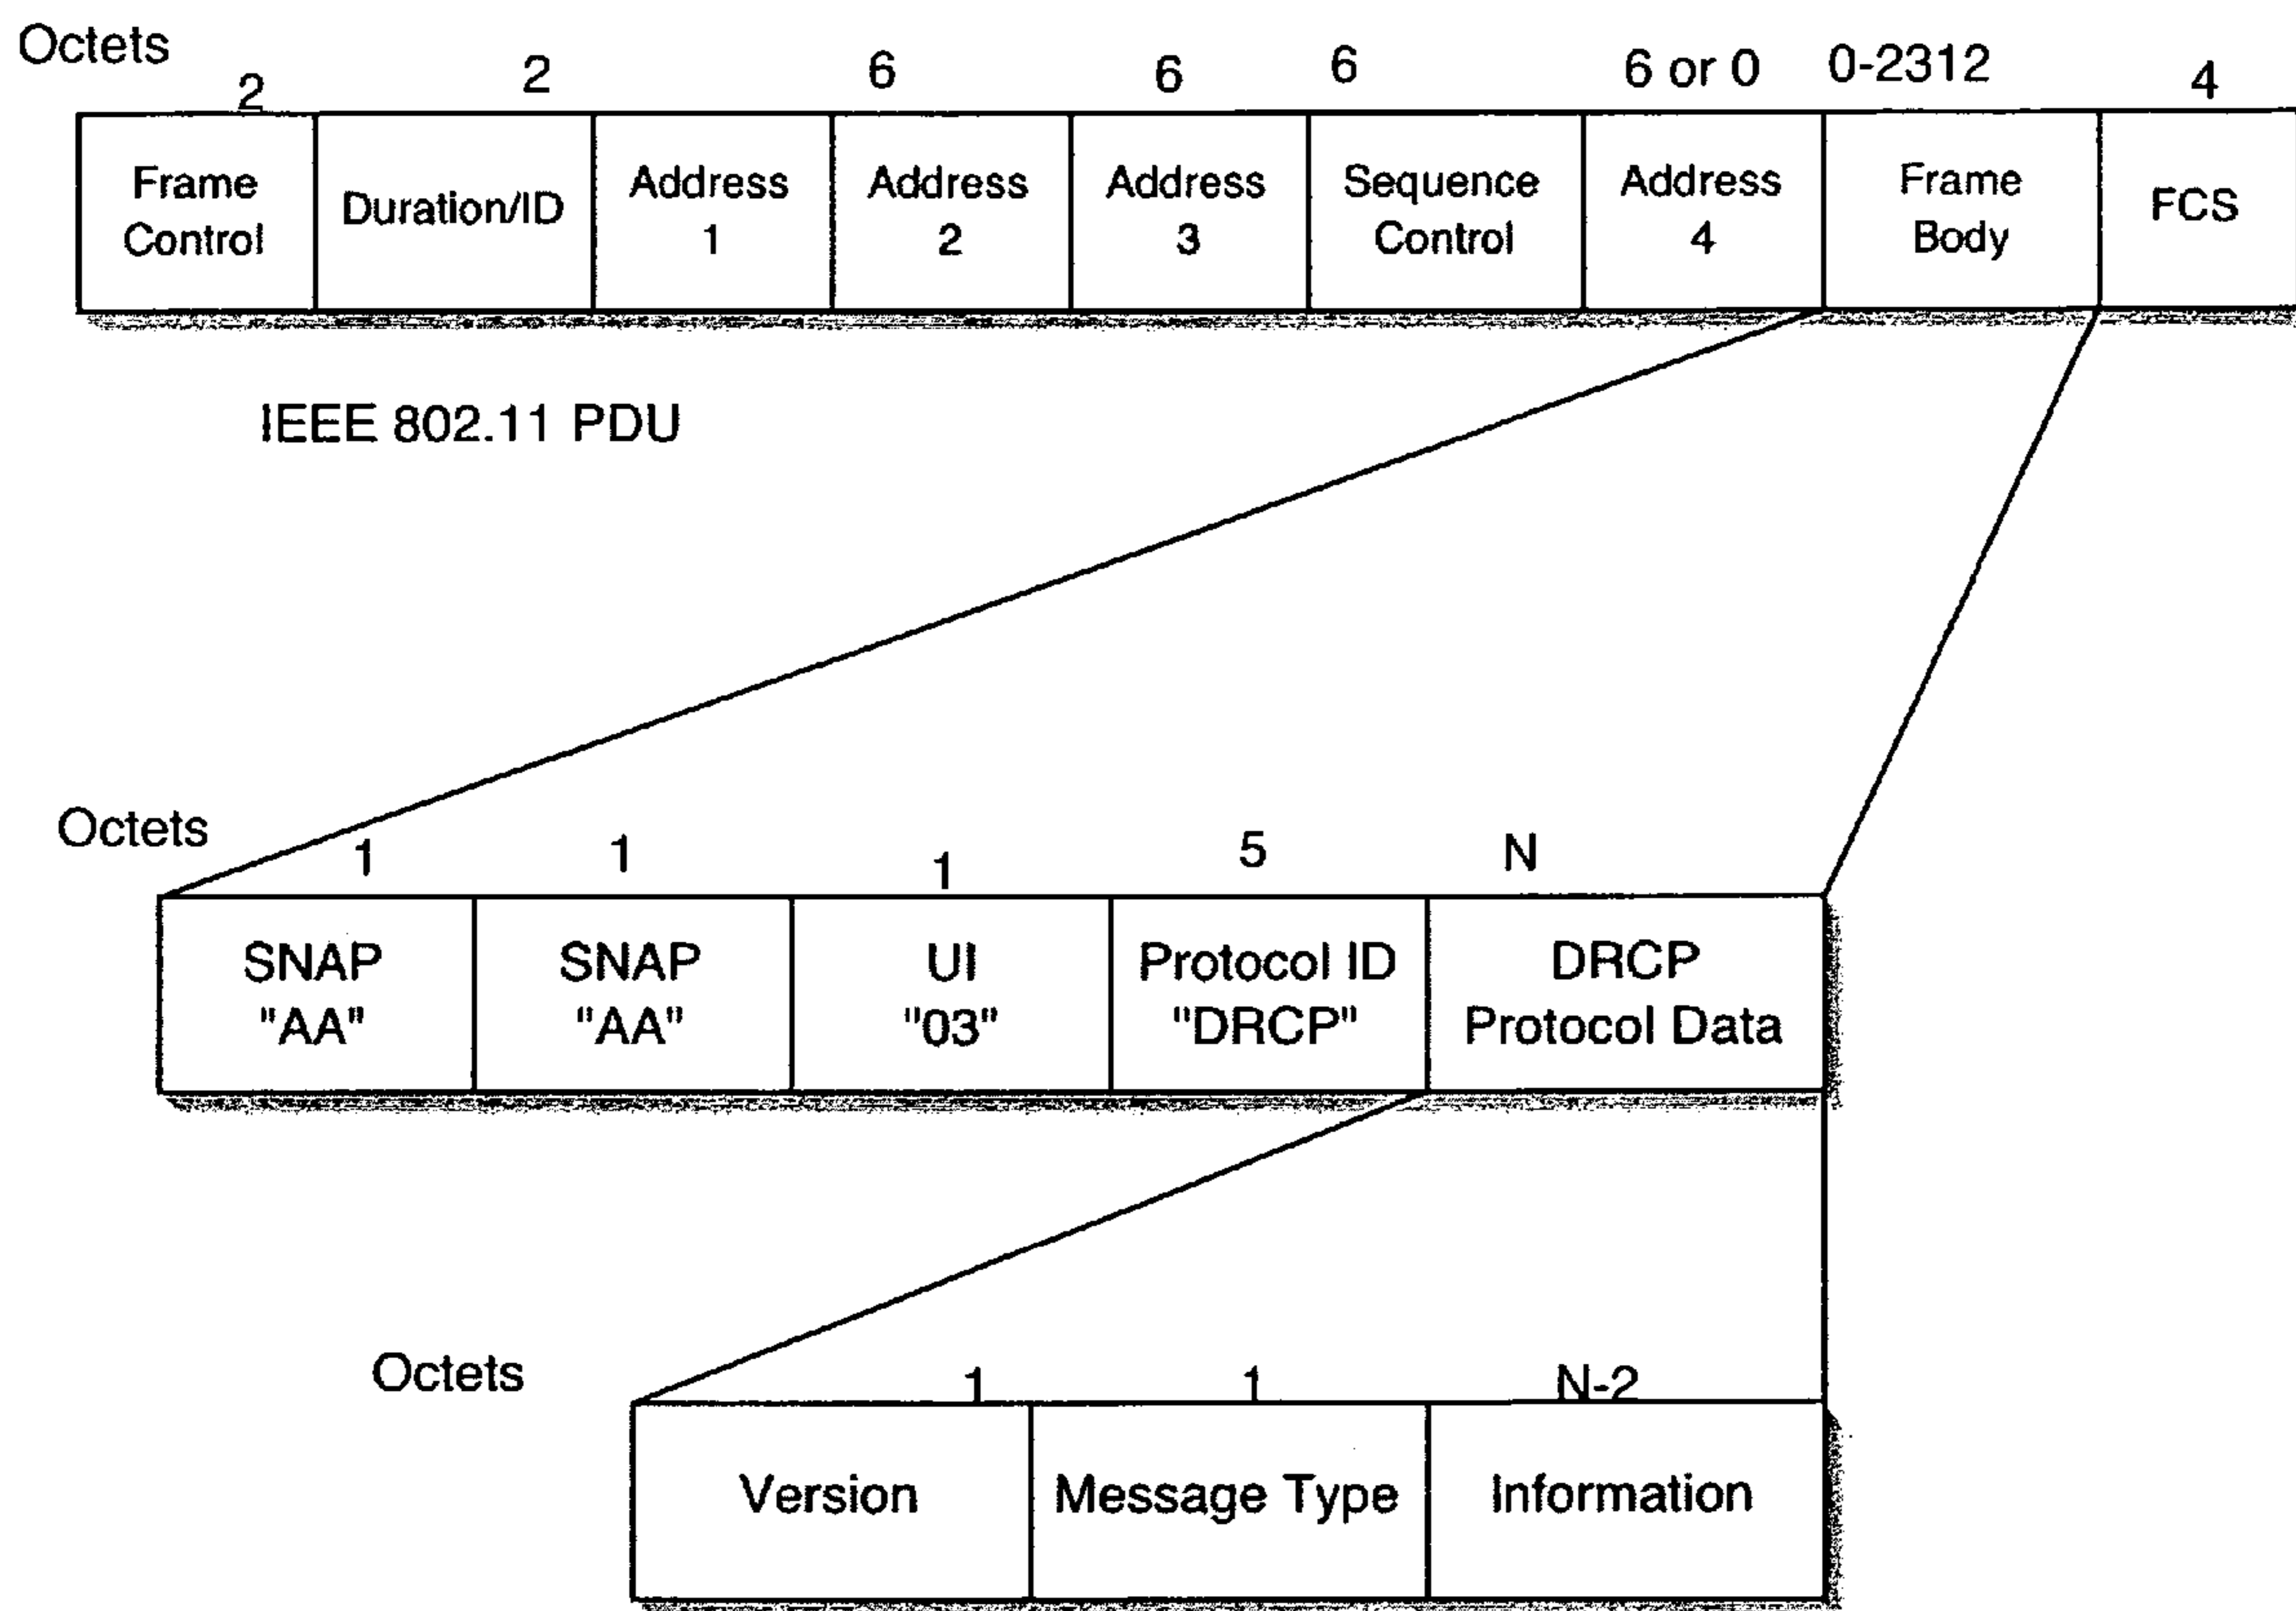 Octets
2 2 6 6 6 6 or 0 0-2312 4
Frame Control
Duration/ID
Address 1
Address 2
Address 3
Sequence Control
Address 4
Frame Body
FCS
IEEE 802.11 PDU
Octets
1 1 1 5 N
SNAP "AA"
SNAP "AA"
UI "03"
Protocol ID "DRCP"
DRCP Protocol Data
Octets
1 1 N-2
Version
Message Type
Information